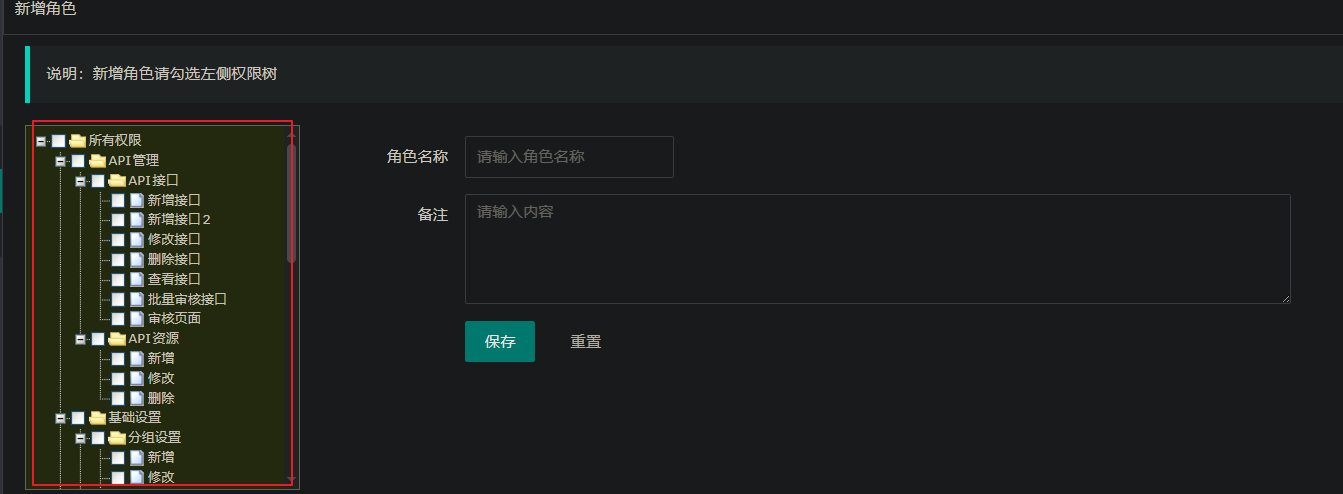 新增角色
说明：新增角色请勾选左侧权限树
所有权限
API管理
API接口
新增接口
新增接口2
修改接口
删除接口
查看接口
批量审核接口
审核页面
API资源
新增
修改
删除
基础设置
分组设置
新增
修改
角色名称 请输入角色名称
备注 请输入内容
保存 重置